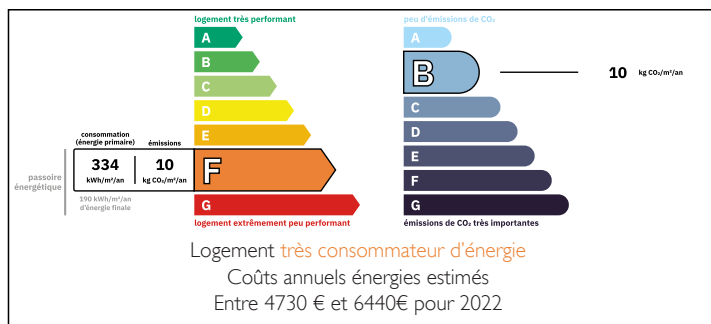 logement très performant
A
B
C
D
E
consommation
(énergie primaire)
émissions
334
kWh/m²/an
10
kg CO₂/m²/an
F
passoire
énergétique
190 kWh/m²/an
d'énergie finale
G
logement extrêmement peu performant
peu d'émissions de CO₂
A
B
10 kg CO₂/m²/an
C
D
E
F
G
émissions de CO₂ très importantes
Logement très consommateur d'énergie
Coûts annuels énergies estimés
Entre 4730 € et 6440€ pour 2022